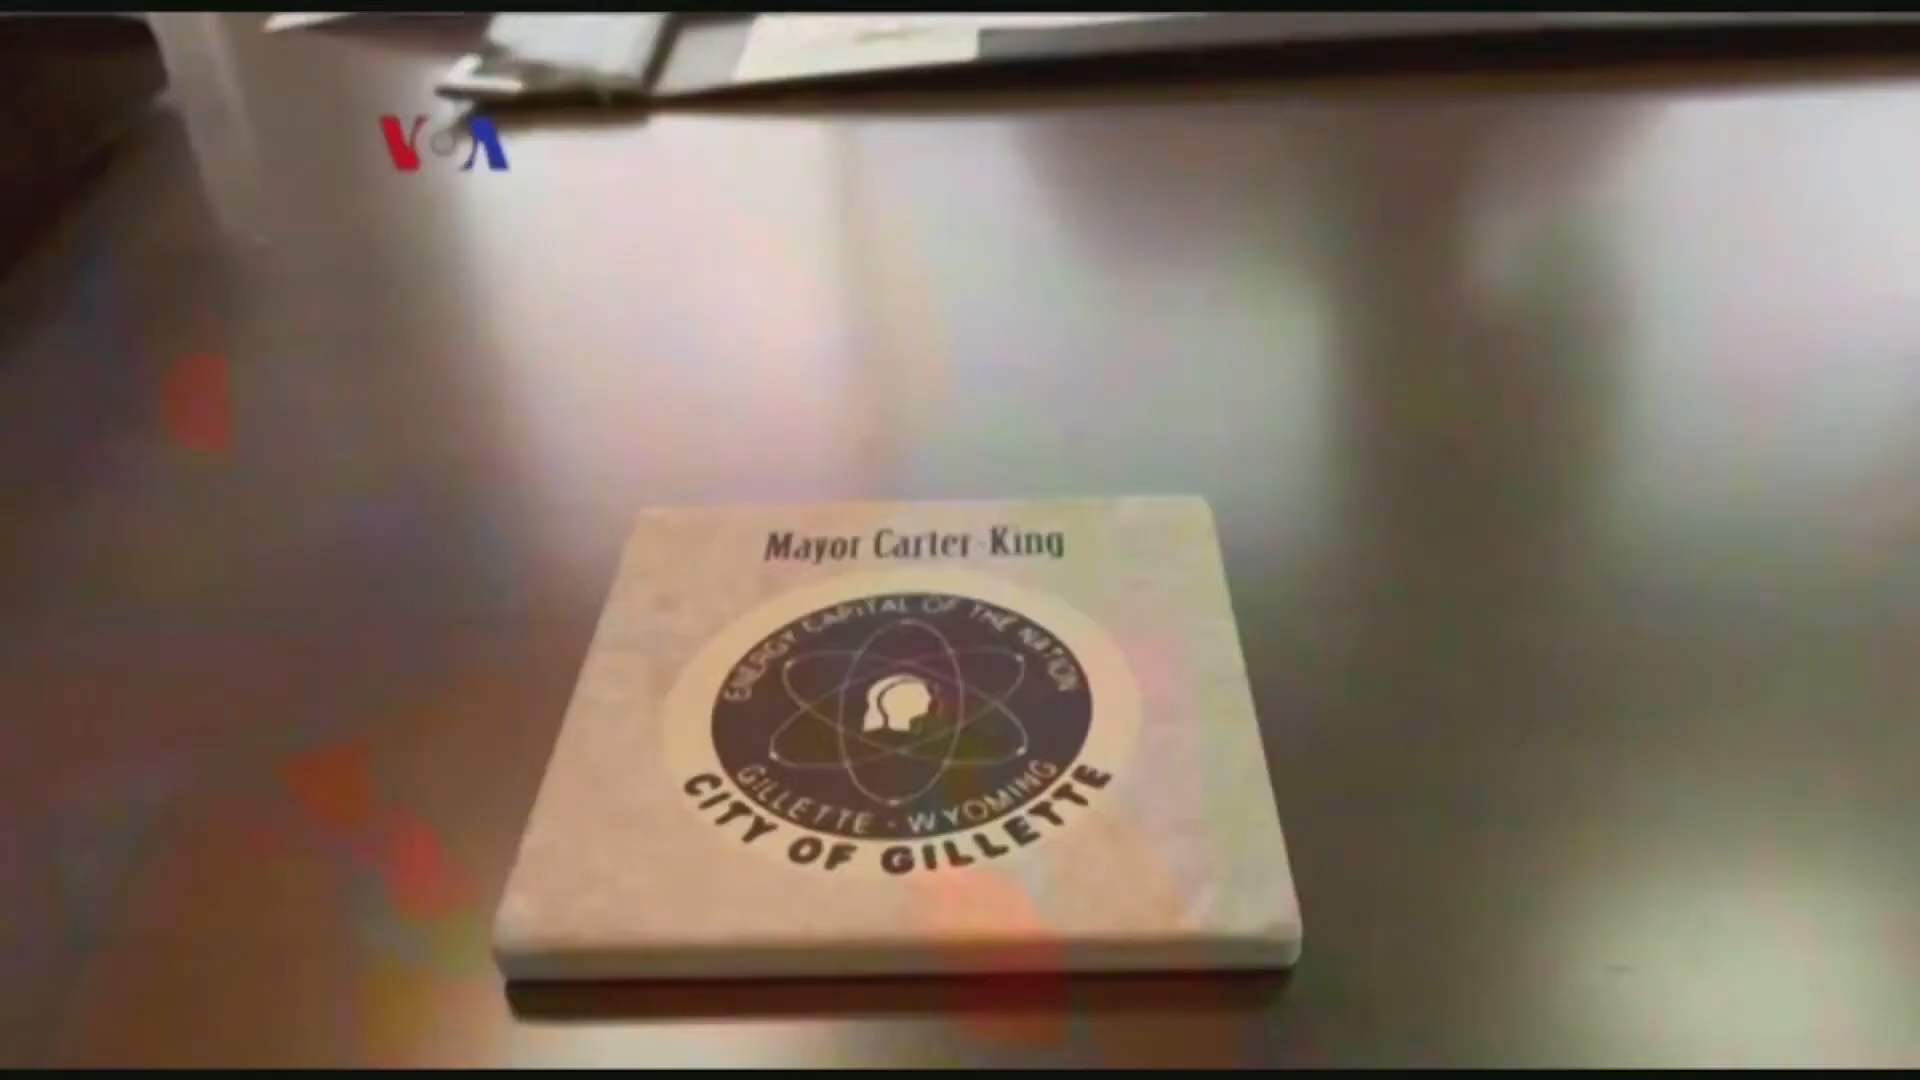 VOA
Mayor Carter-King
ENERGY CAPITAL OF THE NATION
GILLETTE - WYOMING
CITY OF GILLETTE